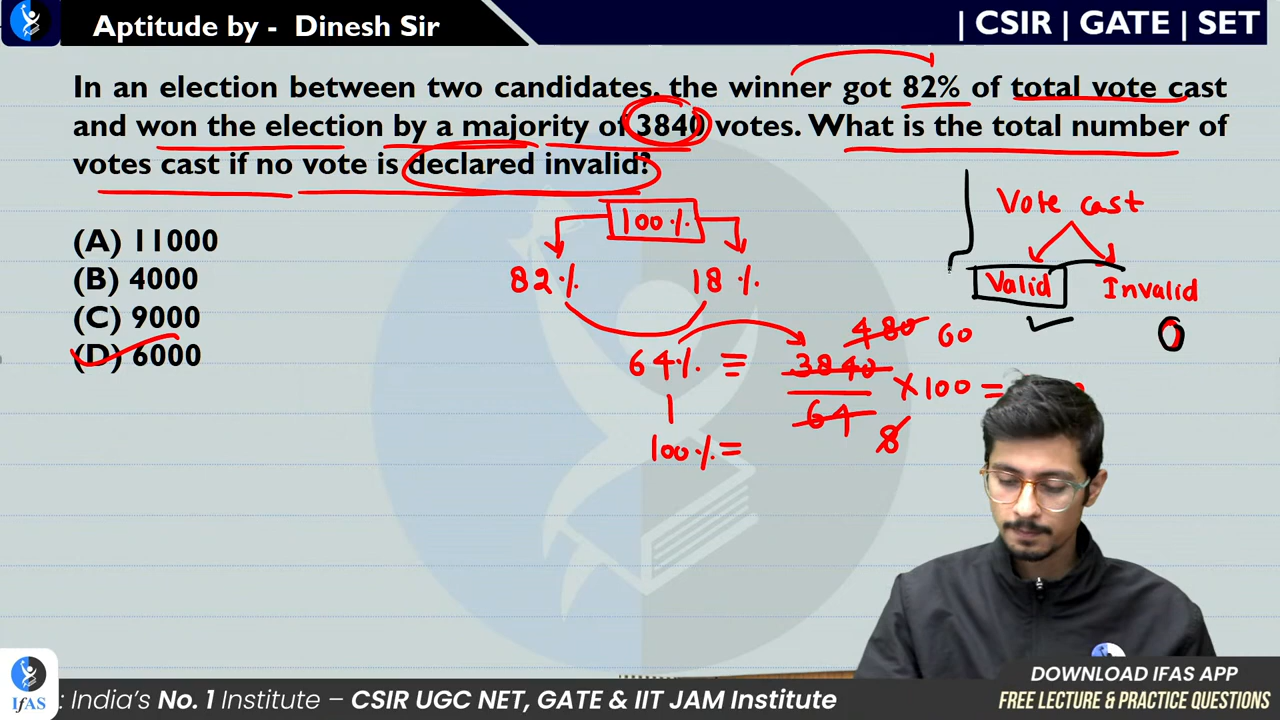 Aptitude by - Dinesh Sir
| CSIR | GATE | SET
In an election between two candidates, the winner got 82% of total vote cast
and won the election by a majority of 3840 votes. What is the total number of
votes cast if no vote is declared invalid?
(A) 11000
(B) 4000
(C) 9000
(D) 6000
100%
82%
18%
64% = 3840/64 × 100 =
480 60
8
100% =
Vote cast
Valid Invalid
0
IfAS
: India's No. 1 Institute – CSIR UGC NET, GATE & IIT JAM Institute
DOWNLOAD IFAS APP
FREE LECTURE & PRACTICE QUESTIONS